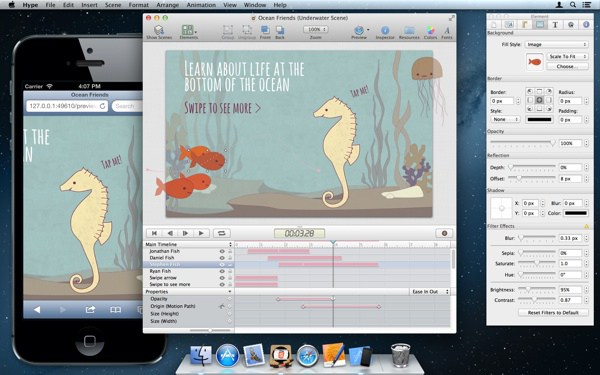 Hype File Edit Insert Scene Format Arrange Animation View Window Help
Ocean Friends (Underwater Scene)
Show Scenes Elements Group Ungroup Front Back 100% Zoom Preview Inspector Resources Colors Fonts
Carrier 4:07 PM
Ocean Friends
127.0.0.1:49610/preview Search
T THE
AN
TAP ME!
LEARN ABOUT LIFE AT THE
BOTTOM OF THE OCEAN
SWIPE TO SEE MORE >
TAP ME!
00:03.28
Main Timeline
Jonathan Fish
Daniel Fish
Ryan Fish
Swipe arrow
Swipe to see more
Properties Ease In Out
Opacity
Origin (Motion Path)
Size (Height)
Size (Width)
Element
Background
Fill Style: Image
Scale To Fit
Choose...
Border
Border: Radius:
0 px 0 px
Style: Padding:
None 0 px
Opacity
100%
Reflection
Depth: 0%
Offset: 8 px
Shadow
X: 0 px Blur: 0 px
Y: 0 px Color:
Filter Effects
Blur: 0.33 px
Sepia: 0%
Saturate: 1.0
Hue: 0°
Brightness: 95%
Contrast: 0.87
Reset Filters to Default